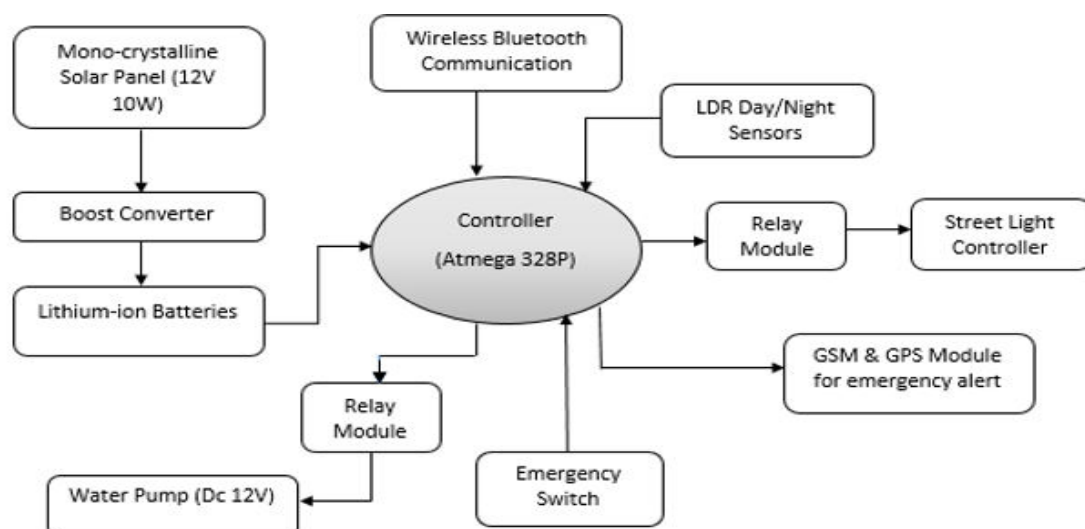 Mono-crystalline
Solar Panel (12V
10W)
Wireless Bluetooth
Communication
LDR Day/Night
Sensors
Boost Converter
Controller
(Atmega 328P)
Relay
Module
Street Light
Controller
Lithium-ion Batteries
GSM & GPS Module
for emergency alert
Relay
Module
Emergency
Switch
Water Pump (Dc 12V)